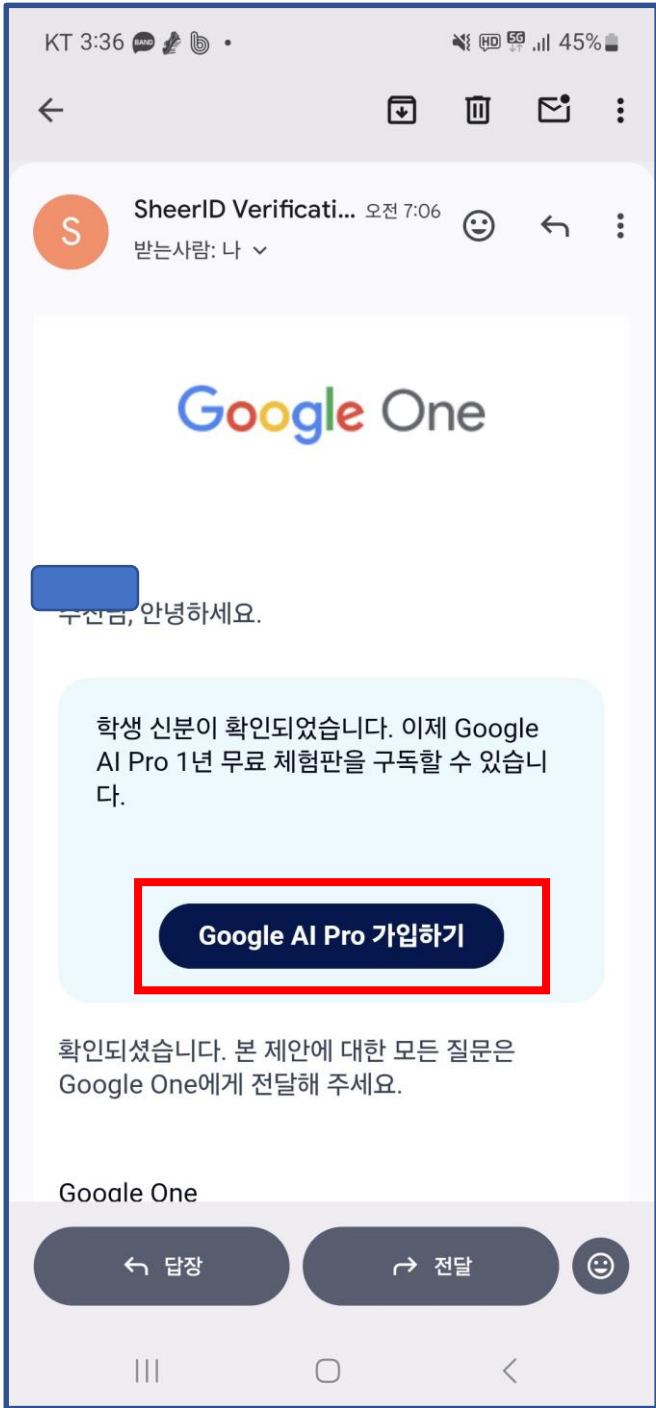 KT 3:36
HD 5G 45%
S
SheerID Verificati... 오전 7:06
받는사람: 나
Google One
안녕하세요.
학생 신분이 확인되었습니다. 이제 Google
AI Pro 1년 무료 체험판을 구독할 수 있습니
다.
Google AI Pro 가입하기
확인되셨습니다. 본 제안에 대한 모든 질문은
Google One에게 전달해 주세요.
Google One
답장
전달